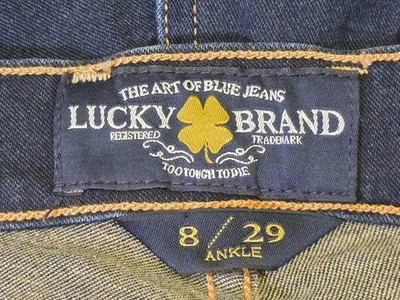 THE ART OF BLUE JEANS
LUCKY BRAND
REGISTERED TRADEMARK
TOO TOUGH TO DIE
8/29
ANKLE